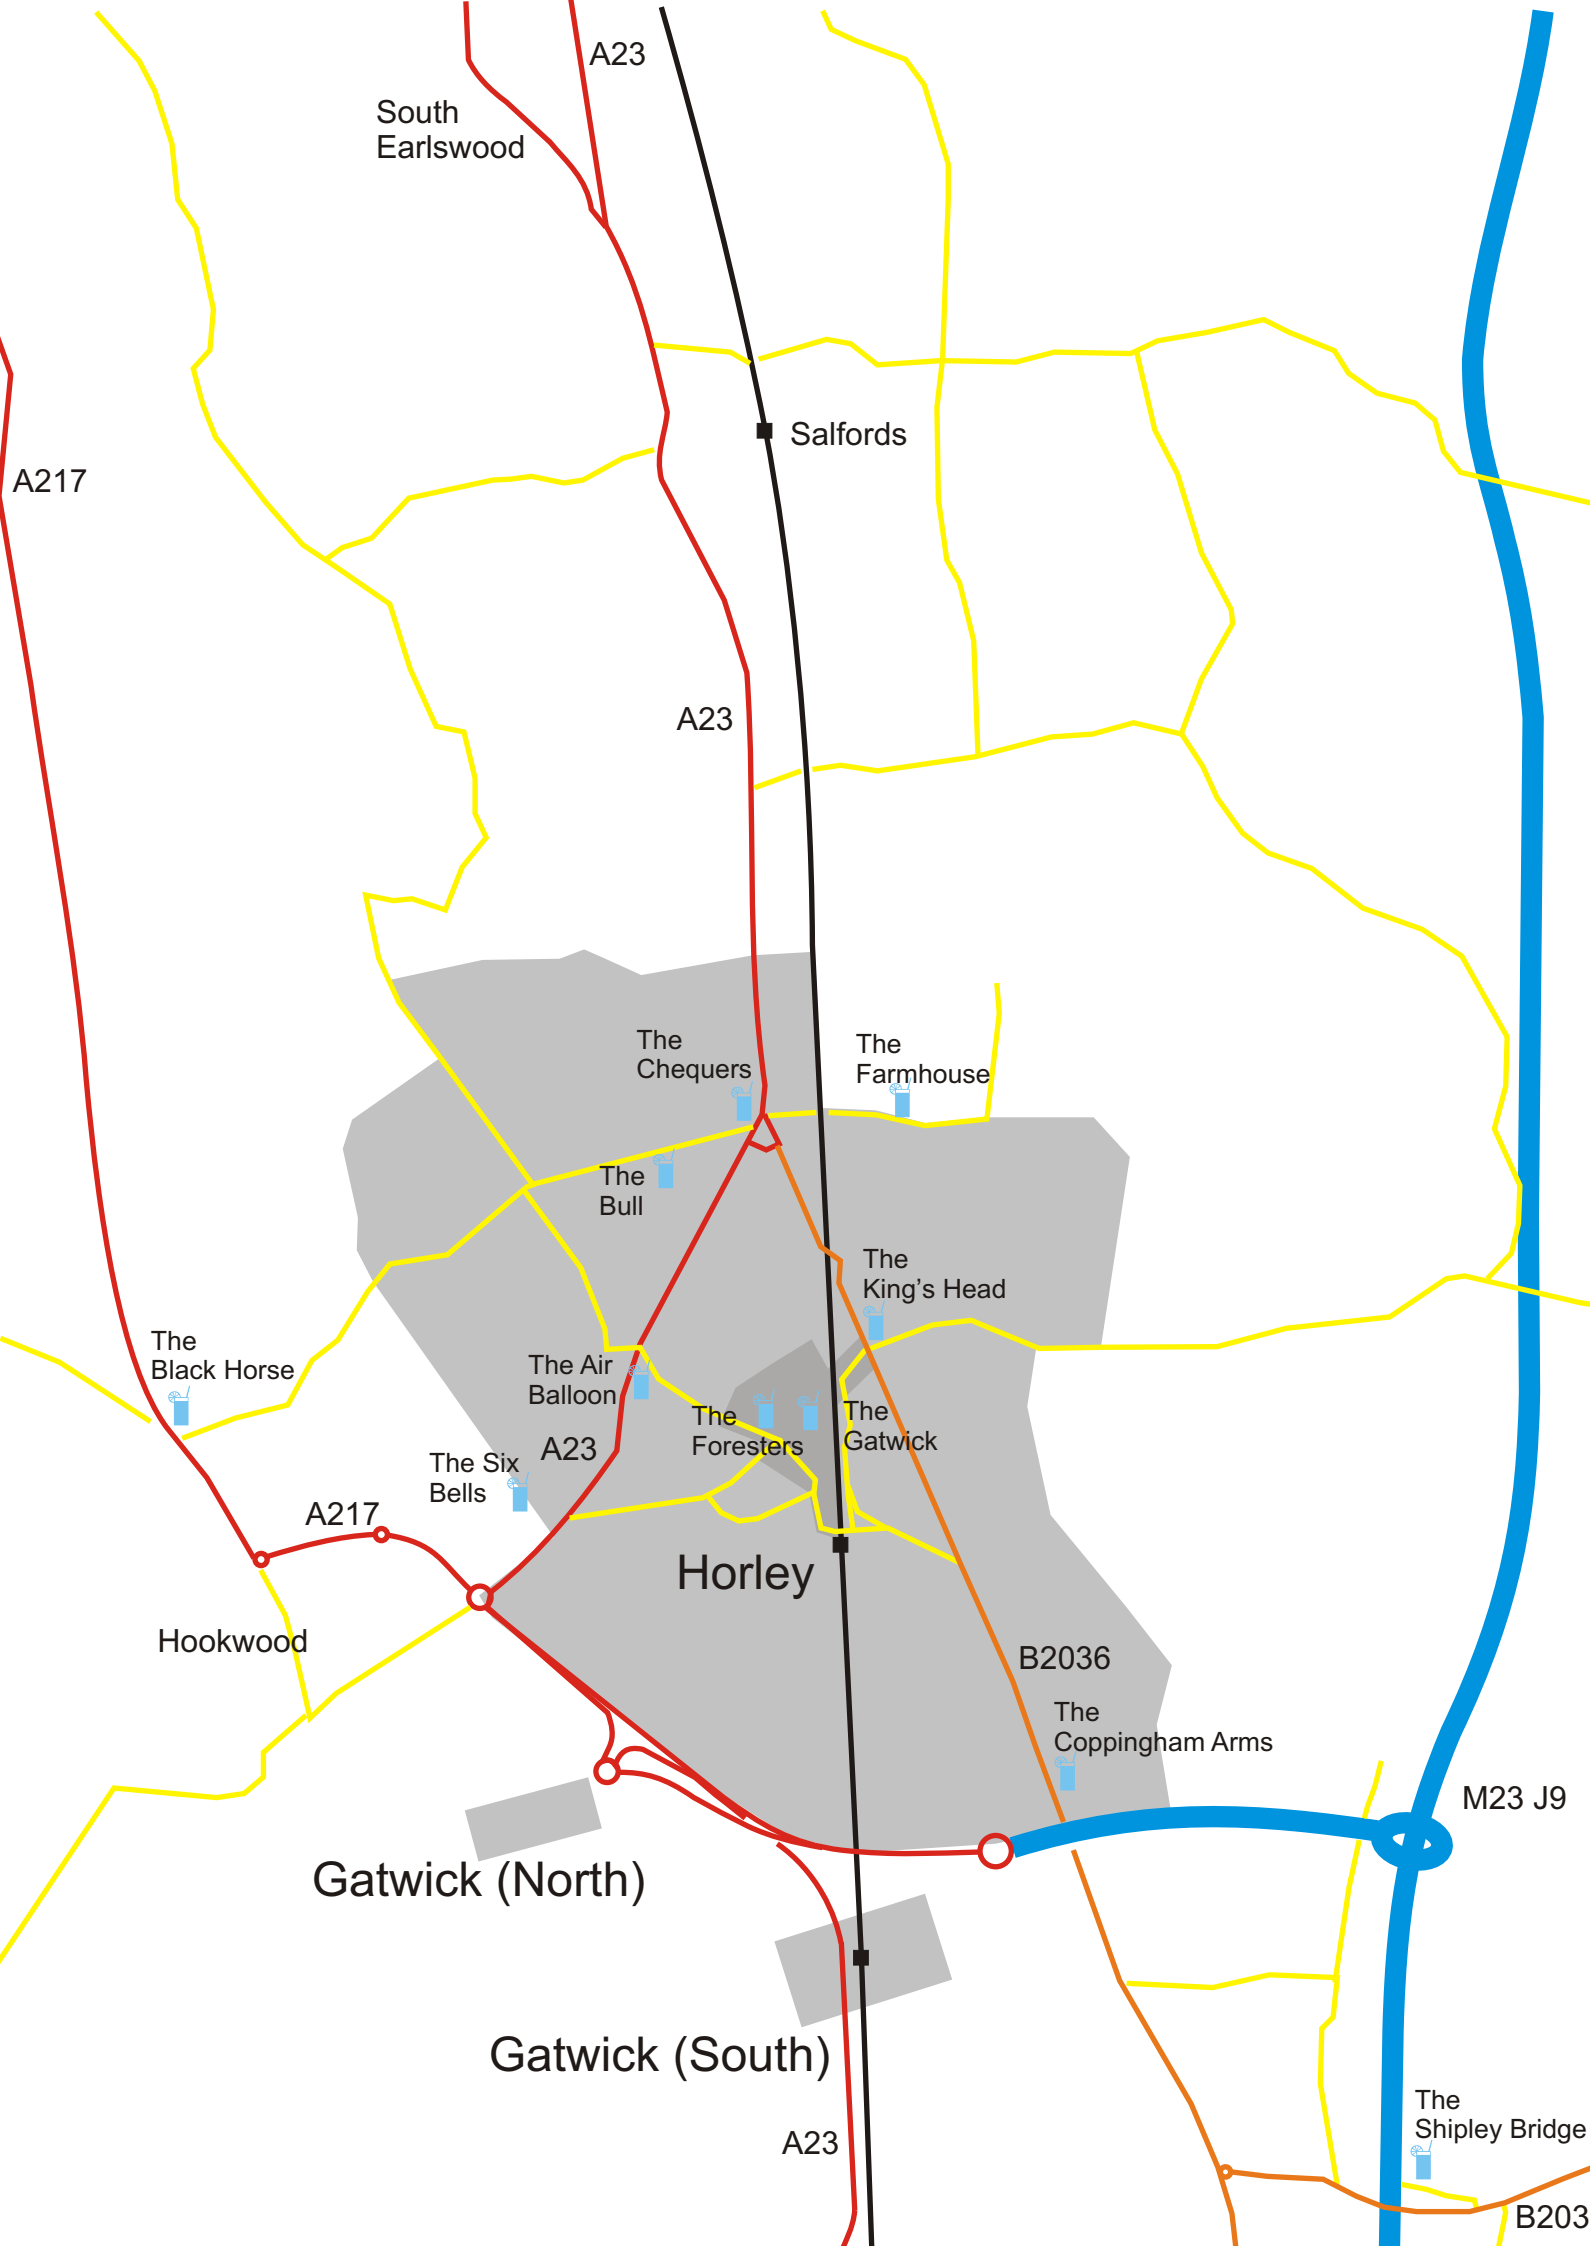 A23
South
Earlswood
Salfords
A217
A23
The
Chequers
The
Farmhouse
The
Bull
The
King's Head
The
Black Horse
The Air
Balloon
The
Foresters
The
Gatwick
A23
The Six
Bells
A217
Horley
Hookwood
B2036
The
Coppingham Arms
M23 J9
Gatwick (North)
Gatwick (South)
The
Shipley Bridge
A23
B203